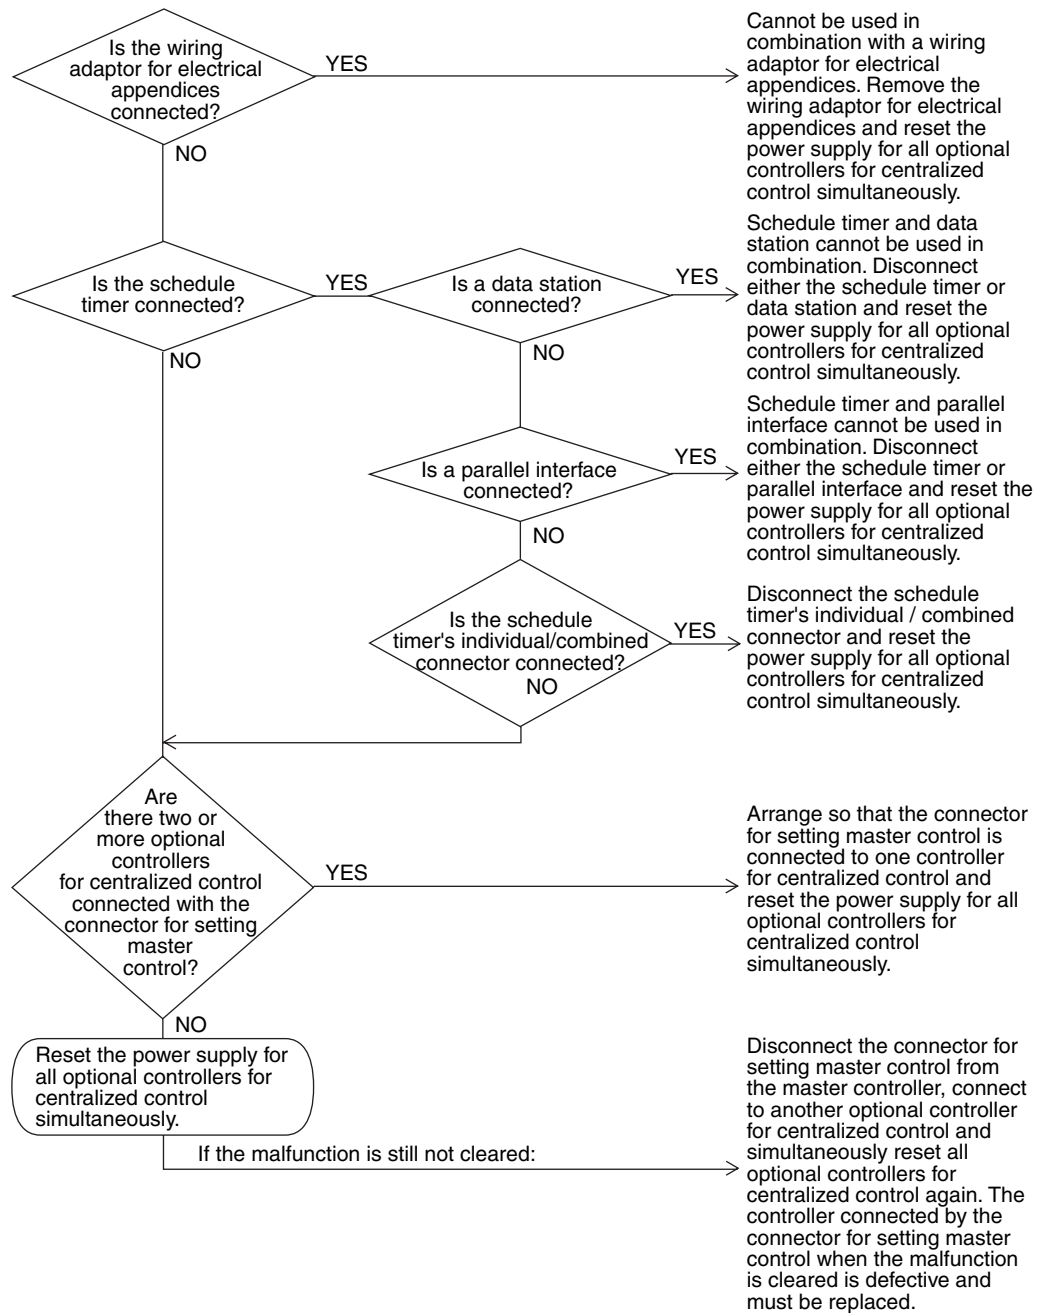 Is the wiring
adaptor for electrical
appendices
connected?
YES
Cannot be used in
combination with a wiring
adaptor for electrical
appendices. Remove the
wiring adaptor for electrical
appendices and reset the
power supply for all optional
controllers for centralized
control simultaneously.
NO
Is the schedule
timer connected?
YES
Is a data station
connected?
YES
Schedule timer and data
station cannot be used in
combination. Disconnect
either the schedule timer or
data station and reset the
power supply for all optional
controllers for centralized
control simultaneously.
NO
NO
Is a parallel interface
connected?
YES
Schedule timer and parallel
interface cannot be used in
combination. Disconnect
either the schedule timer or
parallel interface and reset the
power supply for all optional
controllers for centralized
control simultaneously.
NO
Is the schedule
timer's individual/combined
connector connected?
YES
Disconnect the schedule
timer's individual / combined
connector and reset the
power supply for all optional
controllers for centralized
control simultaneously.
NO
Are
there two or
more optional
controllers
for centralized control
connected with the
connector for setting
master
control?
YES
Arrange so that the connector
for setting master control is
connected to one controller
for centralized control and
reset the power supply for all
optional controllers for
centralized control
simultaneously.
NO
Reset the power supply for
all optional controllers for
centralized control
simultaneously.
If the malfunction is still not cleared:
Disconnect the connector for
setting master control from
the master controller, connect
to another optional controller
for centralized control and
simultaneously reset all
optional controllers for
centralized control again. The
controller connected by the
connector for setting master
control when the malfunction
is cleared is defective and
must be replaced.